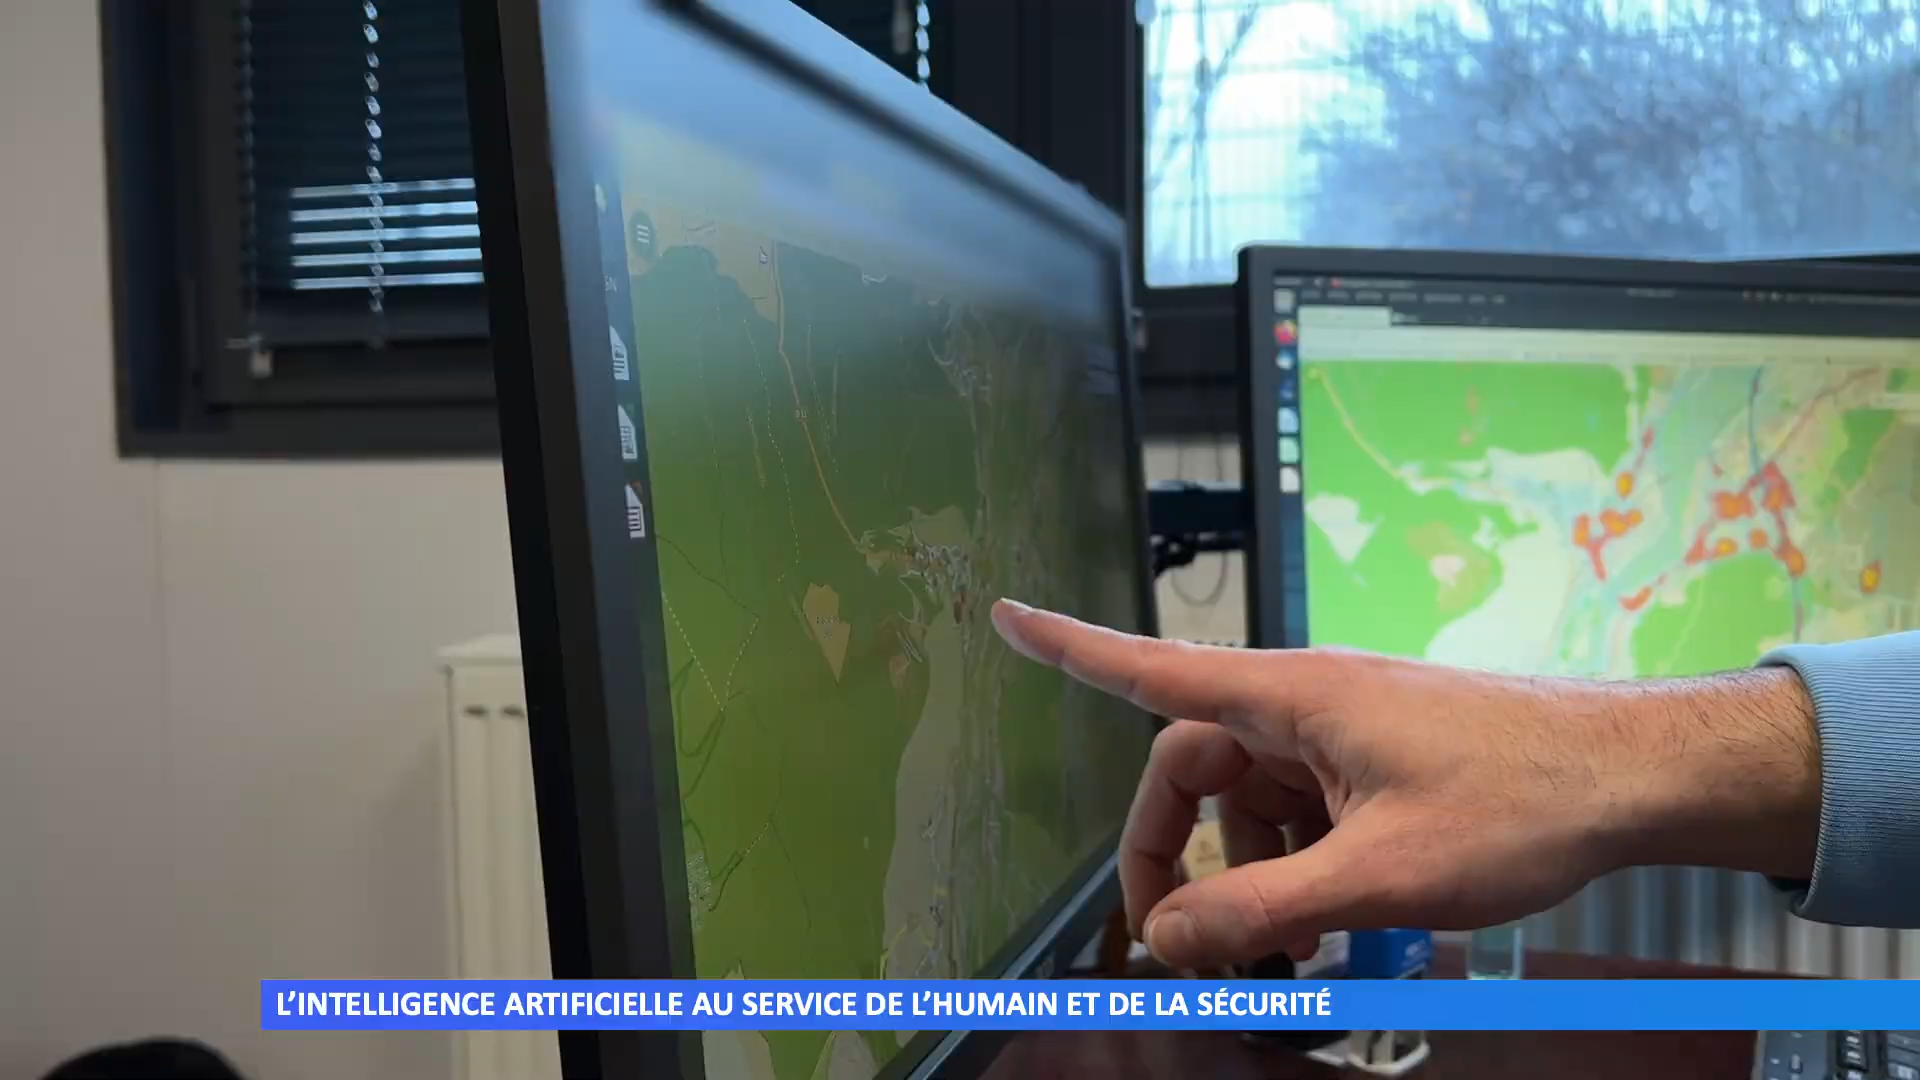 L’INTELLIGENCE ARTIFICIELLE AU SERVICE DE L’HUMAIN ET DE LA SÉCURITÉ